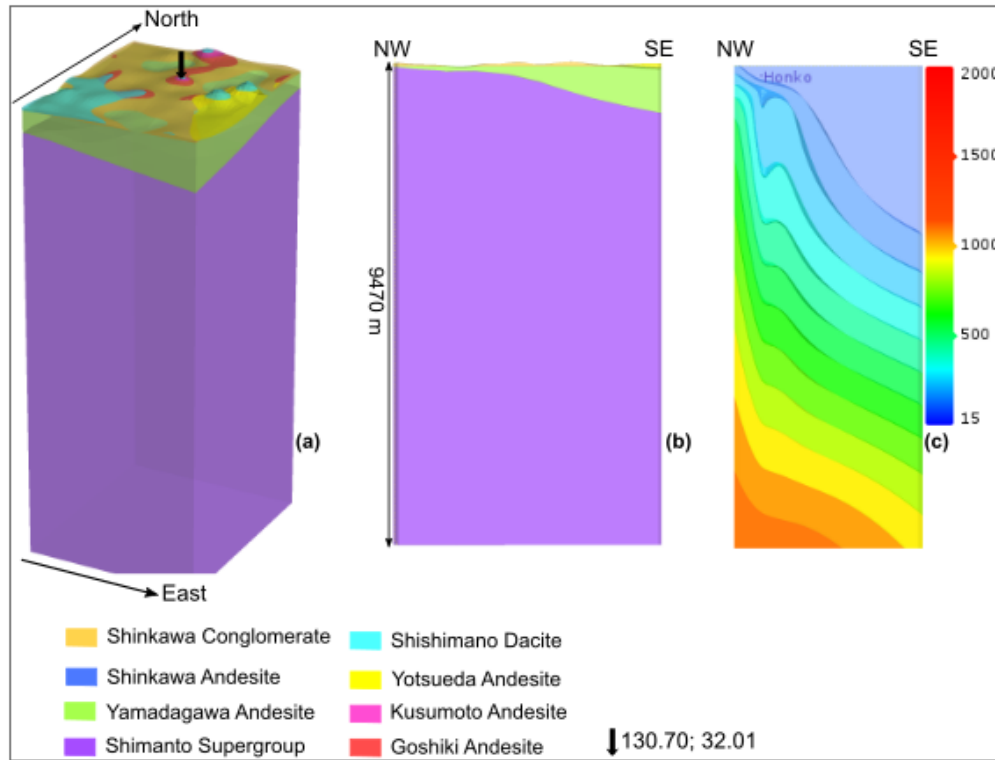 North
NW
SE
NW
SE
Honko
2000
1500
1000
500
15
9470 m
(a)
(b)
(c)
East
Shinkawa Conglomerate
Shishimano Dacite
Shinkawa Andesite
Yotsueda Andesite
Yamadagawa Andesite
Kusumoto Andesite
Shimanto Supergroup
Goshiki Andesite
130.70; 32.01